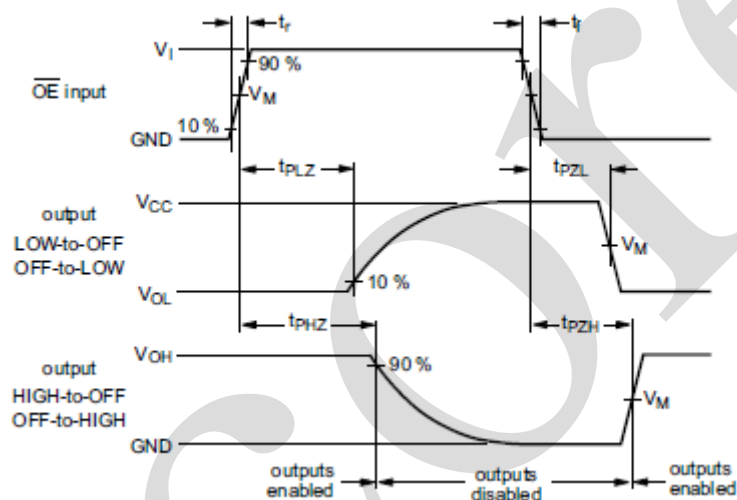 tr
tf
VI
90 %
OE input
VM
10 %
GND
tPLZ
tPZL
VCC
output
LOW-to-OFF
OFF-to-LOW
VM
10 %
VOL
tPHZ
tPZH
VOH
output
90 %
HIGH-to-OFF
OFF-to-HIGH
VM
GND
outputs
enabled
outputs
disabled
outputs
enabled